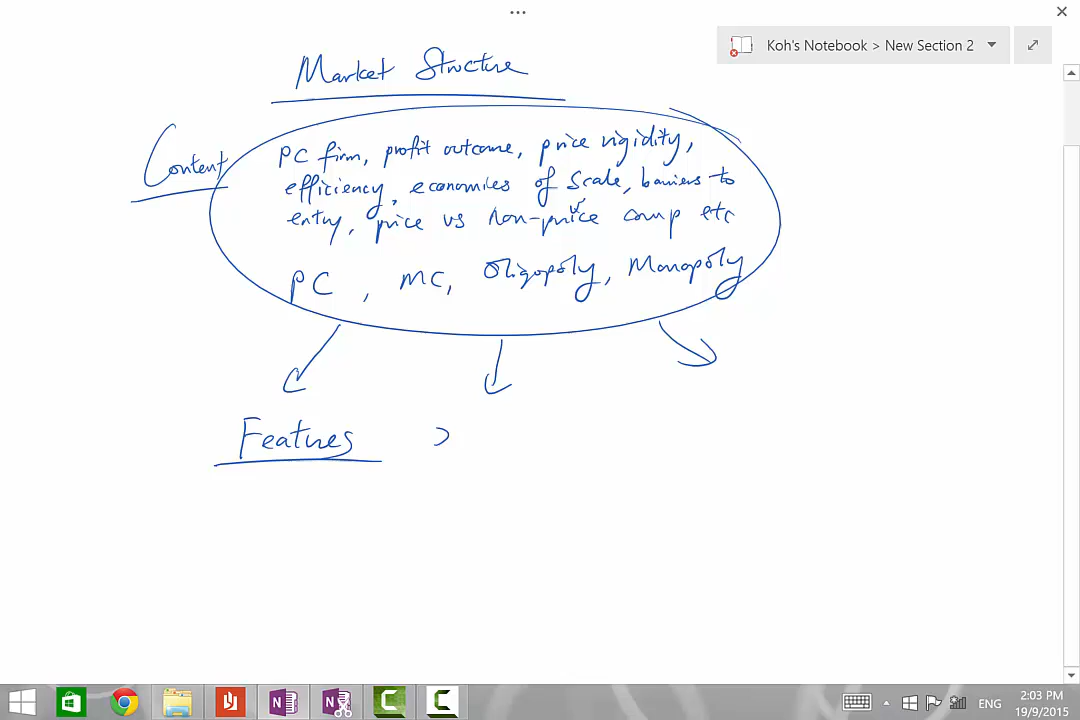 ...
Koh's Notebook > New Section 2
Market Structure
Content
PC firm, profit outcome, price rigidity,
efficiency, economies of Scale, barriers to
entry, price vs non-price comp etc
PC, MC, Oligopoly, Monopoly
Features
ENG
2:03 PM
19/9/2015